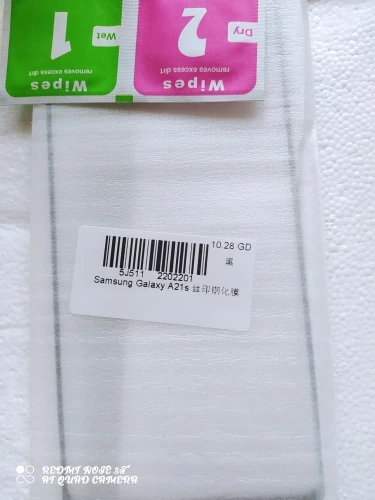 1
Wet
Wipes
removes excess dirt
2
Dry
Wipes
removes excess dirt
10.28 GD
黑
5J511 2202201
Samsung Galaxy A21s 丝印钢化膜
REDMI NOTE 8T
AI QUAD CAMERA